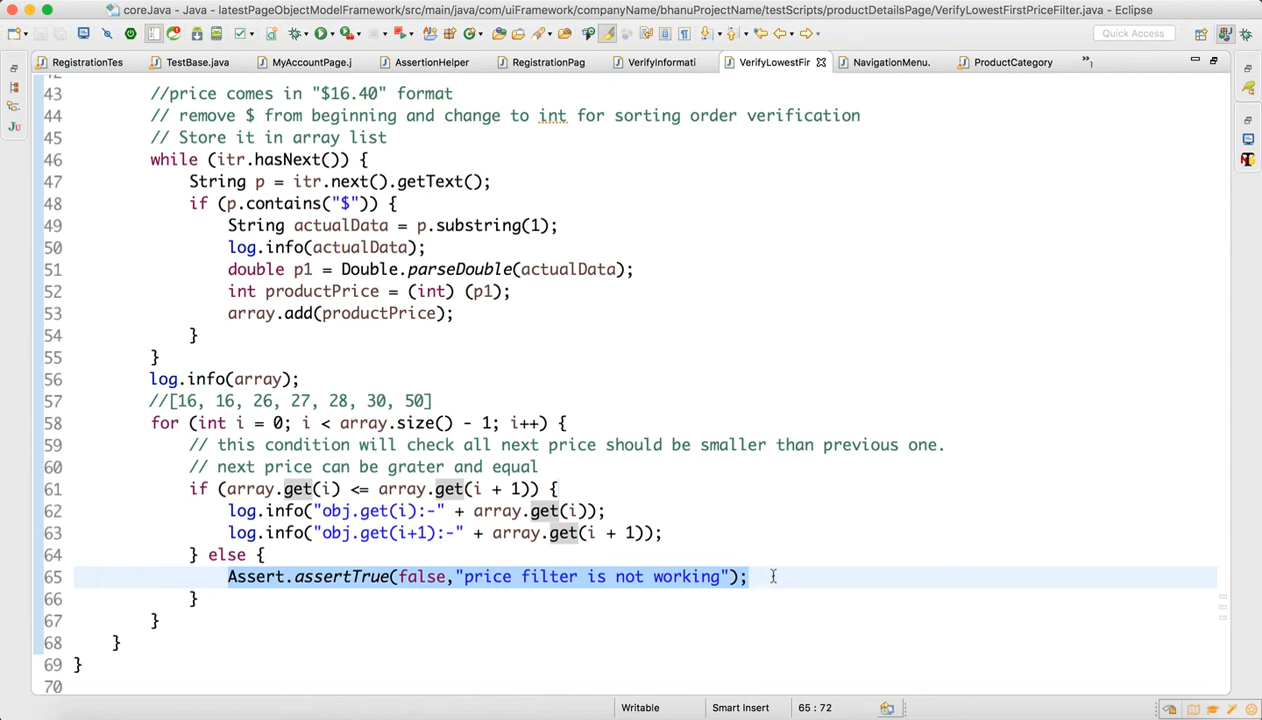 coreJava - Java - latestPageObjectModelFramework/src/main/java/com/uiFramework/companyName/bhanuProjectName/testScripts/productDetailsPage/VerifyLowestFirstPriceFilter.java - Eclipse
Quick Access
RegistrationTes TestBase.java MyAccountPage.j AssertionHelper RegistrationPag VerifyInformati VerifyLowestFir NavigationMenu. ProductCategory »1
43 //price comes in "$16.40" format
44 // remove $ from beginning and change to int for sorting order verification
45 // Store it in array list
46 while (itr.hasNext()) {
47 String p = itr.next().getText();
48 if (p.contains("$")) {
49 String actualData = p.substring(1);
50 log.info(actualData);
51 double p1 = Double.parseDouble(actualData);
52 int productPrice = (int) (p1);
53 array.add(productPrice);
54 }
55 }
56 log.info(array);
57 //[16, 16, 26, 27, 28, 30, 50]
58 for (int i = 0; i < array.size() - 1; i++) {
59 // this condition will check all next price should be smaller than previous one.
60 // next price can be grater and equal
61 if (array.get(i) <= array.get(i + 1)) {
62 log.info("obj.get(i):-" + array.get(i));
63 log.info("obj.get(i+1):-" + array.get(i + 1));
64 } else {
65 Assert.assertTrue(false,"price filter is not working");
66 }
67 }
68 }
69 }
70
Writable Smart Insert 65 : 72